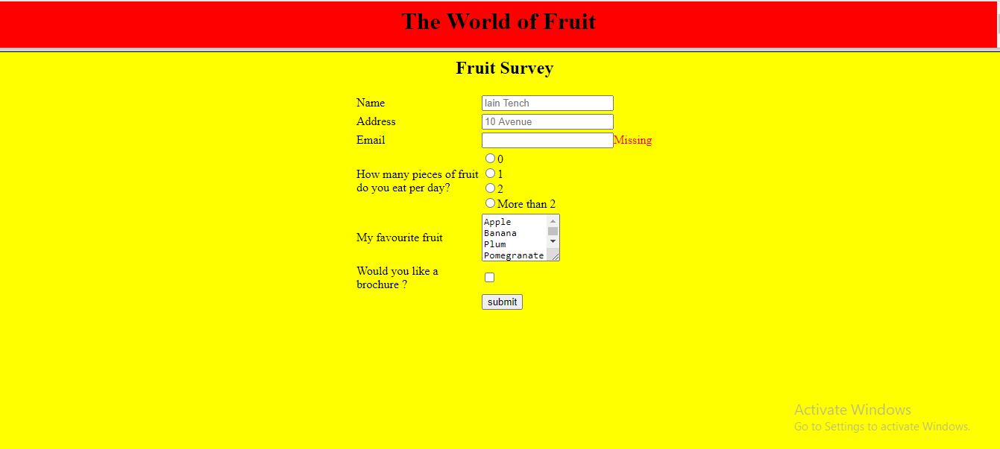 The World of Fruit
Fruit Survey
Name Iain Tench
Address 10 Avenue
Email Missing
How many pieces of fruit
do you eat per day?
0
1
2
More than 2
My favourite fruit
Apple
Banana
Plum
Pomegranate
Would you like a
brochure ?
submit
Activate Windows
Go to Settings to activate Windows.